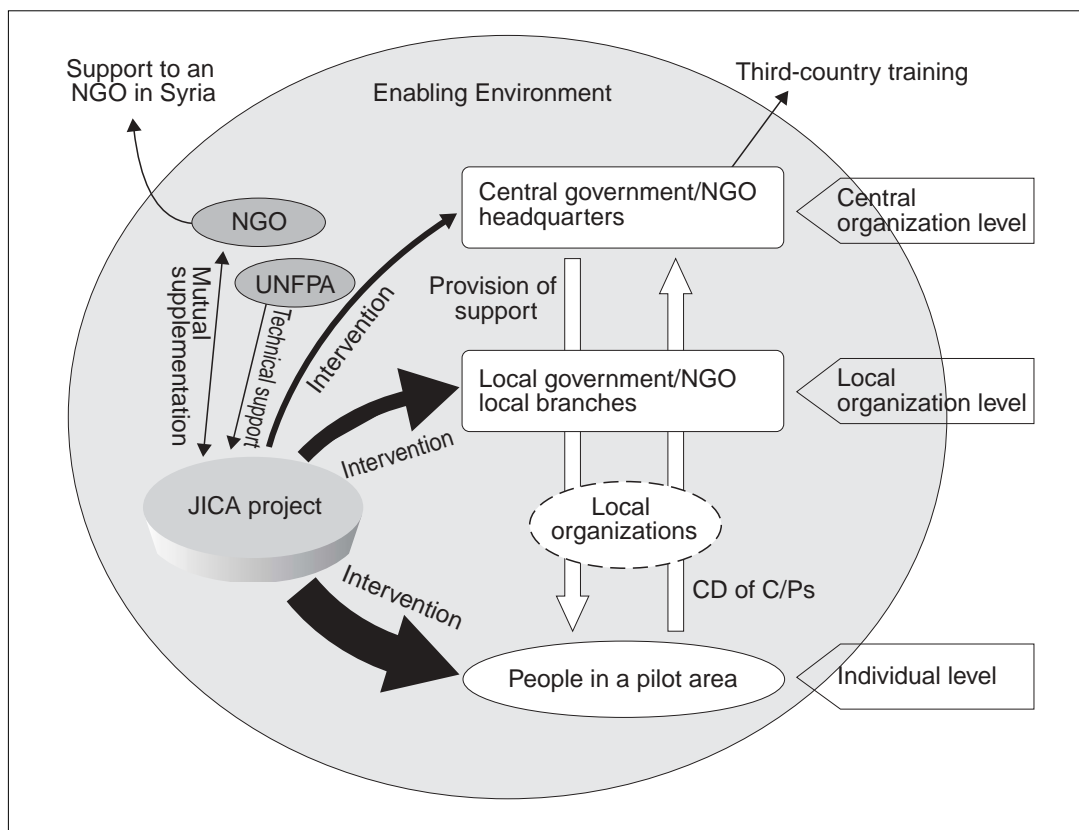 Support to an
NGO in Syria
Third-country training
Enabling Environment
Central government/NGO
headquarters
Central
organization level
NGO
UNFPA
Mutual
supplementation
Technical support
Intervention
Provision of
support
Local government/NGO
local branches
Local
organization level
Intervention
JICA project
Local
organizations
Intervention
CD of C/Ps
People in a pilot area
Individual level